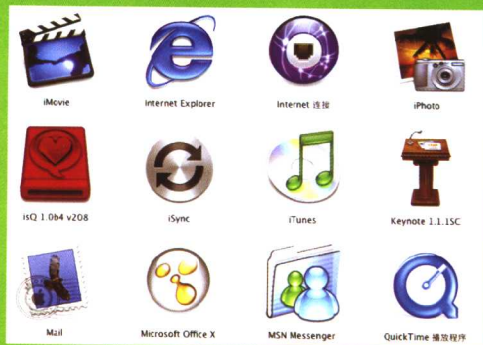 iMovie
Internet Explorer
Internet 连接
iPhoto
isQ 1.0b4 v208
iSync
iTunes
Keynote 1.1.1SC
Mail
Microsoft Office X
MSN Messenger
QuickTime 播放程序